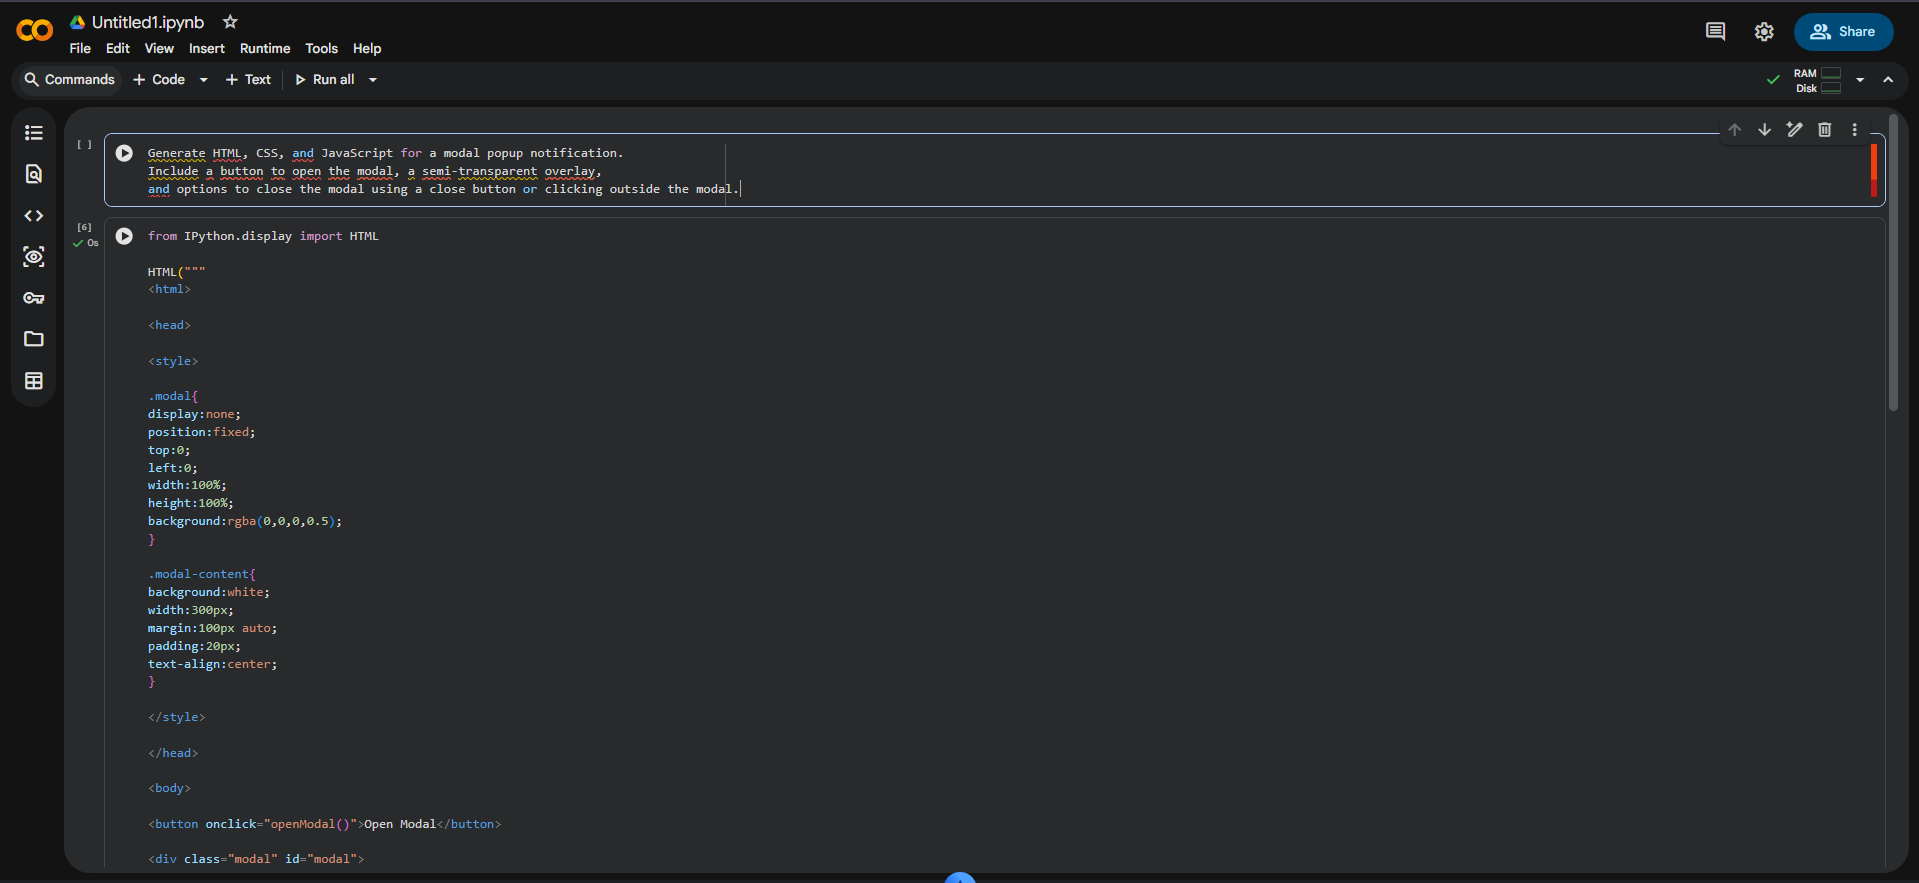 Untitled1.ipynb
File Edit View Insert Runtime Tools Help
Share
Commands + Code + Text Run all
RAM
Disk
[ ]
Generate HTML, CSS, and JavaScript for a modal popup notification.
Include a button to open the modal, a semi-transparent overlay,
and options to close the modal using a close button or clicking outside the modal.
[6]
0s
from IPython.display import HTML
HTML("""
<html>
<head>
<style>
.modal{
display:none;
position:fixed;
top:0;
left:0;
width:100%;
height:100%;
background:rgba(0,0,0,0.5);
}
.modal-content{
background:white;
width:300px;
margin:100px auto;
padding:20px;
text-align:center;
}
</style>
</head>
<body>
<button onclick="openModal()">Open Modal</button>
<div class="modal" id="modal">